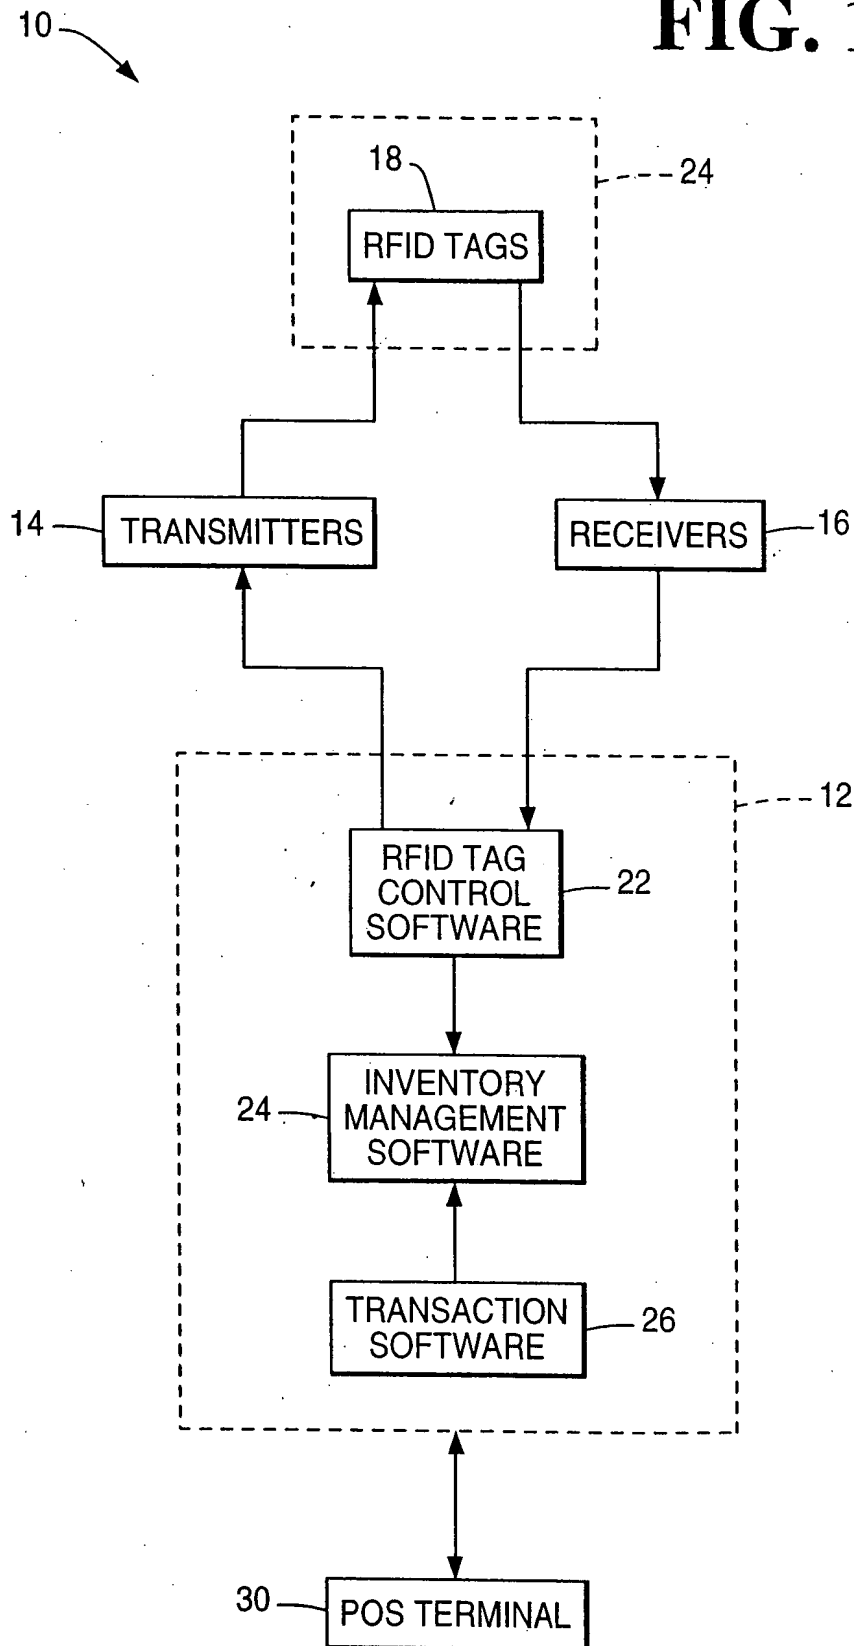 FIG. 1
10
18
24
RFID TAGS
14
TRANSMITTERS
RECEIVERS
16
12
RFID TAG
CONTROL
SOFTWARE
22
24
INVENTORY
MANAGEMENT
SOFTWARE
TRANSACTION
SOFTWARE
26
30
POS TERMINAL